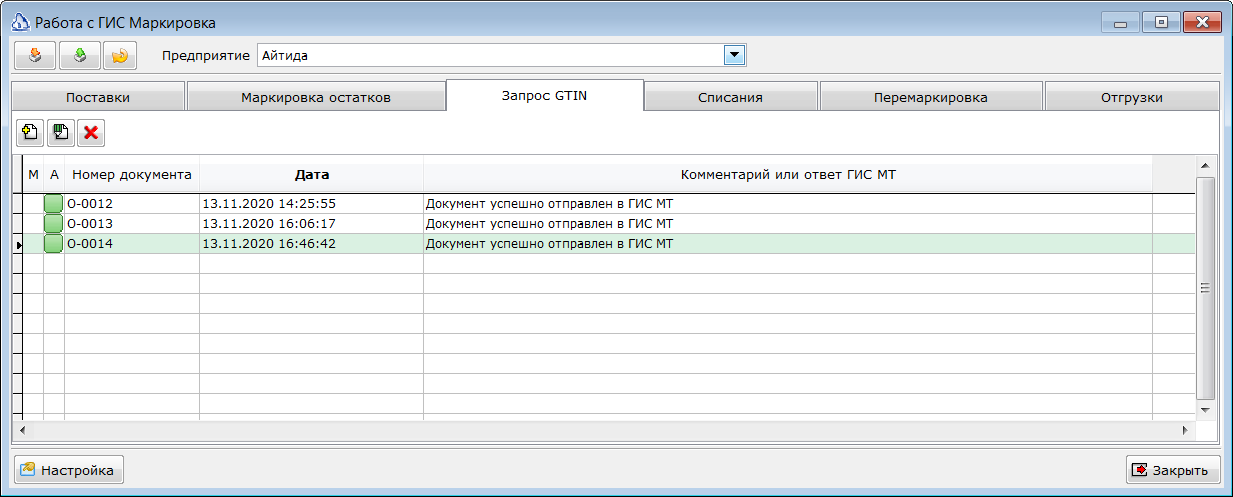 Работа с ГИС Маркировка
Предприятие Айтида
Поставки Маркировка остатков Запрос GTIN Списания Перемаркировка Отгрузки
М А Номер документа Дата Комментарий или ответ ГИС МТ
О-0012 13.11.2020 14:25:55 Документ успешно отправлен в ГИС МТ
О-0013 13.11.2020 16:06:17 Документ успешно отправлен в ГИС МТ
О-0014 13.11.2020 16:46:42 Документ успешно отправлен в ГИС МТ
Настройка Закрыть